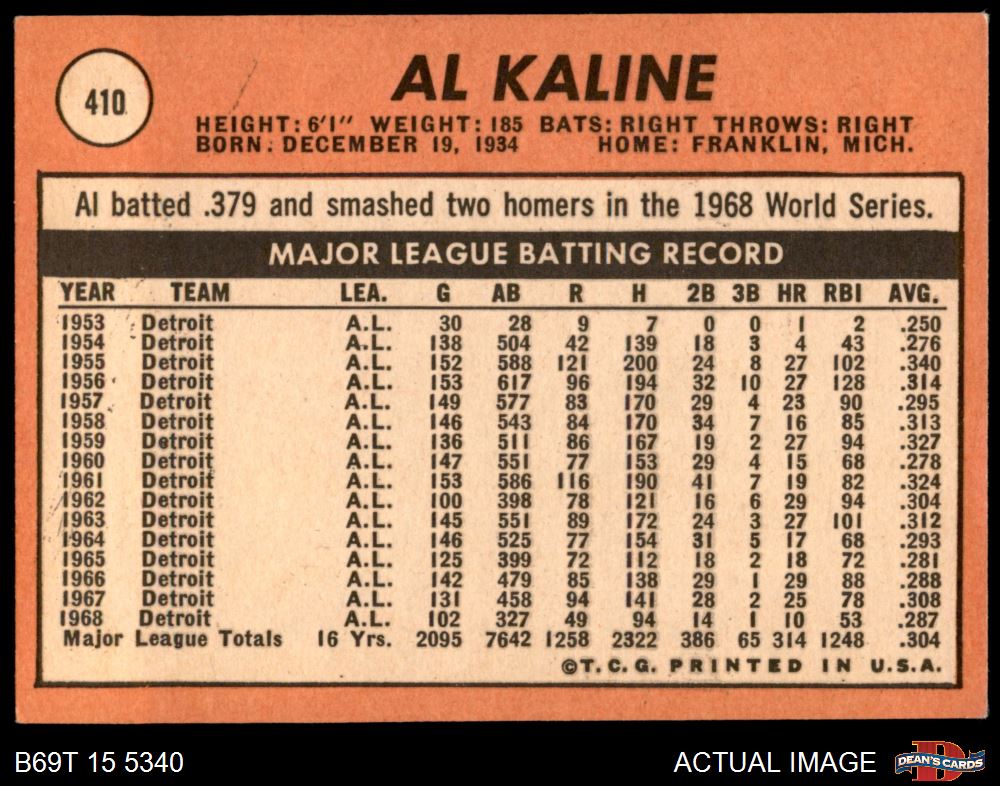 410
AL KALINE
HEIGHT: 6'1" WEIGHT: 185 BATS: RIGHT THROWS: RIGHT
BORN: DECEMBER 19, 1934 HOME: FRANKLIN, MICH.
Al batted .379 and smashed two homers in the 1968 World Series.
MAJOR LEAGUE BATTING RECORD
YEAR TEAM LEA. G AB R H 2B 3B HR RBI AVG.
1953 Detroit A.L. 30 28 9 7 0 0 1 2 .250
1954 Detroit A.L. 138 504 42 139 18 3 4 43 .276
1955 Detroit A.L. 152 588 121 200 24 8 27 102 .340
1956 Detroit A.L. 153 617 96 194 32 10 27 128 .314
1957 Detroit A.L. 149 577 83 170 29 4 23 90 .295
1958 Detroit A.L. 146 543 84 170 34 7 16 85 .313
1959 Detroit A.L. 136 511 86 167 19 2 27 94 .327
1960 Detroit A.L. 147 551 77 153 29 4 15 68 .278
1961 Detroit A.L. 153 586 116 190 41 7 19 82 .324
1962 Detroit A.L. 100 398 78 121 16 6 29 94 .304
1963 Detroit A.L. 145 551 89 172 24 3 27 101 .312
1964 Detroit A.L. 146 525 77 154 31 5 17 68 .293
1965 Detroit A.L. 125 399 72 112 18 2 18 72 .281
1966 Detroit A.L. 142 479 85 138 29 1 29 88 .288
1967 Detroit A.L. 131 458 94 141 28 2 25 78 .308
1968 Detroit A.L. 102 327 49 94 14 1 10 53 .287
Major League Totals 16 Yrs. 2095 7642 1258 2322 386 65 314 1248 .304
©T.C.G. PRINTED IN U.S.A.
B69T 15 5340
ACTUAL IMAGE
D
DEAN'S CARDS